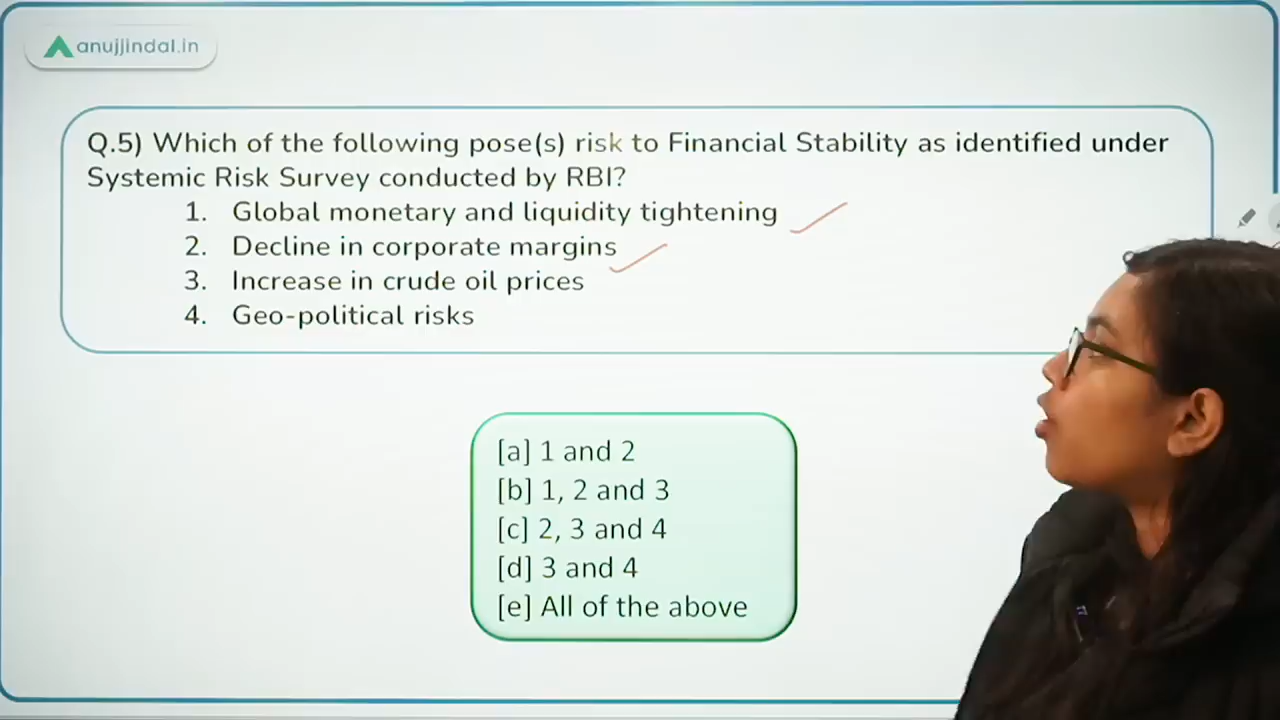 anujjindal.in
Q.5) Which of the following pose(s) risk to Financial Stability as identified under
Systemic Risk Survey conducted by RBI?
1. Global monetary and liquidity tightening
2. Decline in corporate margins
3. Increase in crude oil prices
4. Geo-political risks
[a] 1 and 2
[b] 1, 2 and 3
[c] 2, 3 and 4
[d] 3 and 4
[e] All of the above